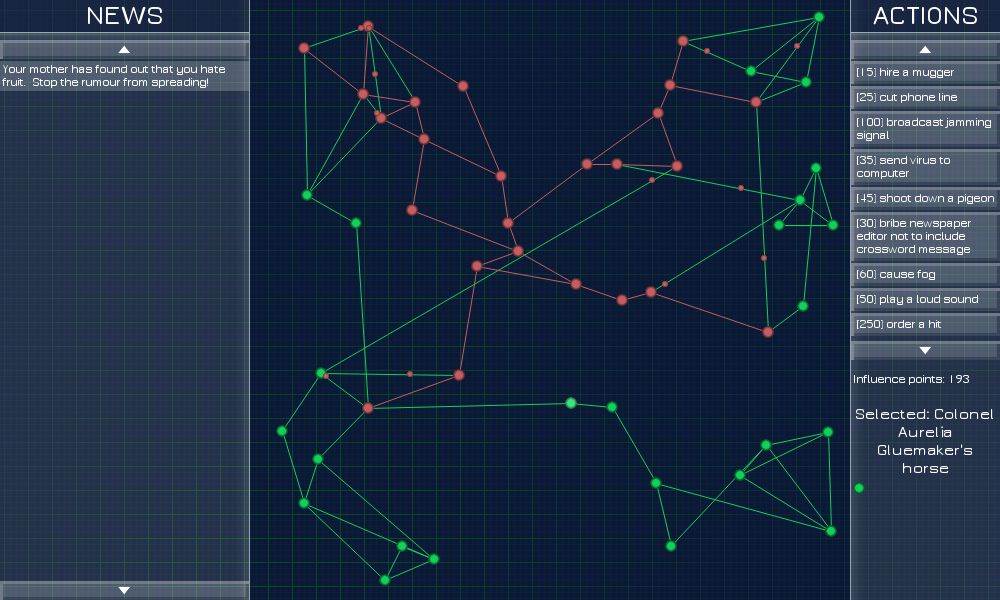 NEWS
Your mother has found out that you hate
fruit. Stop the rumour from spreading!
ACTIONS
[15] hire a mugger
[25] cut phone line
[100] broadcast jamming
signal
[35] send virus to
computer
[45] shoot down a pigeon
[30] bribe newspaper
editor not to include
crossword message
[60] cause fog
[50] play a loud sound
[250] order a hit
Influence points: 193
Selected: Colonel
Aurelia
Gluemaker's
horse